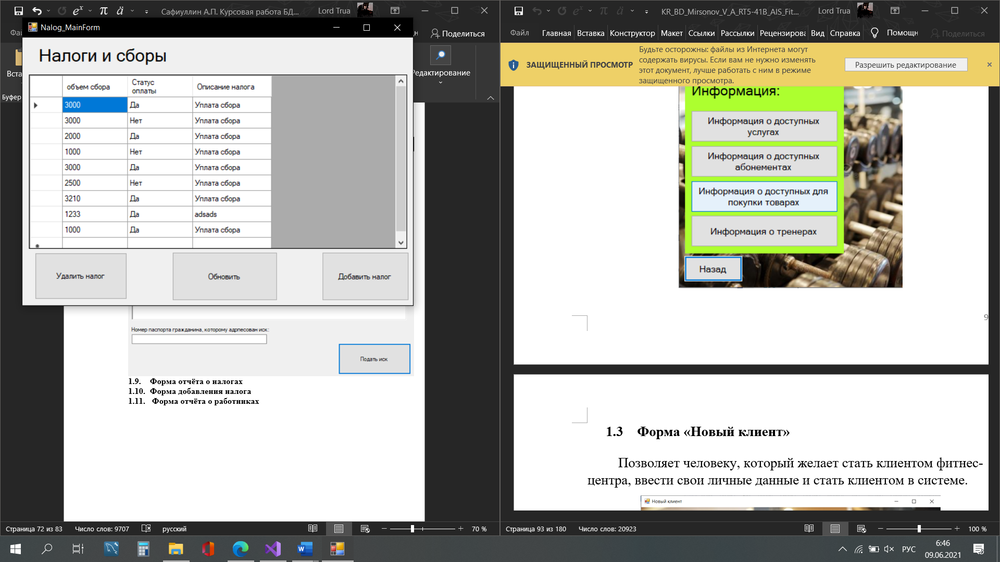 Сафиуллин А.П. Курсовая работа БД...
Lord Trua
Nalog_MainForm
Поделиться
Буфер
Редактирование
Налоги и сборы
объем сбора
Статус
оплаты
Описание налога
3000 Да Уплата сбора
3000 Нет Уплата сбора
2000 Да Уплата сбора
1000 Нет Уплата сбора
3000 Да Уплата сбора
2500 Нет Уплата сбора
3210 Да Уплата сбора
1233 Да adsads
1000 Да Уплата сбора
Удалить налог
Обновить
Добавить налог
Номер паспорта гражданина, которому адрпесован иск:
Подать иск
1.9. Форма отчёта о налогах
1.10. Форма добавления налога
1.11. Форма отчёта о работниках
Страница 72 из 83
Число слов: 9707
русский
70 %
KR_BD_Mirsonov_V_A_RT5-41B_AIS_Fit...
Lord Trua
Файл
Главная
Вставка
Конструктор
Макет
Ссылки
Рассылки
Рецензирова
Вид
Справка
Помощн
Поделиться
ЗАЩИЩЕННЫЙ ПРОСМОТР
Будьте осторожны: файлы из Интернета могут
содержать вирусы. Если вам не нужно изменять
этот документ, лучше работать с ним в режиме
защищенного просмотра.
Разрешить редактирование
Информация:
Информация о доступных
услугах
Информация о доступных
абонементах
Информация о доступных для
покупки товарах
Информация о тренерах
Назад
9
1.3 Форма «Новый клиент»
Позволяет человеку, который желает стать клиентом фитнес-
центра, ввести свои личные данные и стать клиентом в системе.
Новый клиент
Страница 93 из 180
Число слов: 20923
100 %
РУС
6:46
09.06.2021